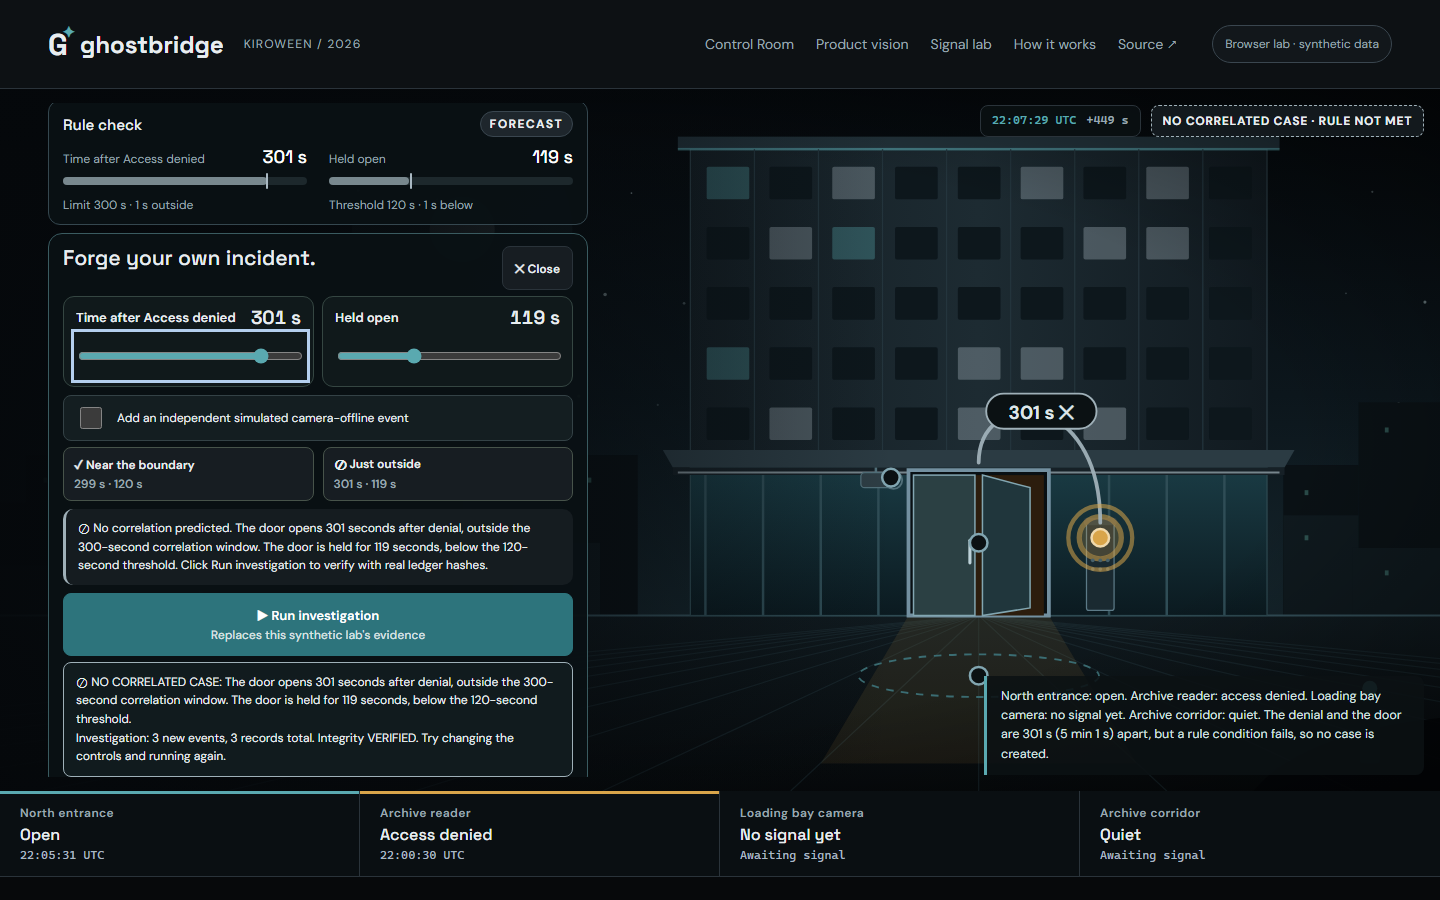 ghostbridge
KIROWEEN / 2026
Control Room
Product vision
Signal lab
How it works
Source ↗
Browser lab · synthetic data
Rule check
FORECAST
Time after Access denied 301 s
Held open 119 s
Limit 300 s · 1 s outside
Threshold 120 s · 1 s below
Forge your own incident.
✕ Close
Time after Access denied 301 s
Held open 119 s
Add an independent simulated camera-offline event
✓ Near the boundary
299 s · 120 s
⊘ Just outside
301 s · 119 s
⊘ No correlation predicted. The door opens 301 seconds after denial, outside the
300-second correlation window. The door is held for 119 seconds, below the 120-
second threshold. Click Run investigation to verify with real ledger hashes.
▶ Run investigation
Replaces this synthetic lab's evidence
⊘ NO CORRELATED CASE: The door opens 301 seconds after denial, outside the 300-
second correlation window. The door is held for 119 seconds, below the 120-second
threshold.
Investigation: 3 new events, 3 records total. Integrity VERIFIED. Try changing the
controls and running again.
22:07:29 UTC +449 s
NO CORRELATED CASE · RULE NOT MET
301 s ✕
North entrance: open. Archive reader: access denied. Loading bay
camera: no signal yet. Archive corridor: quiet. The denial and the door
are 301 s (5 min 1 s) apart, but a rule condition fails, so no case is
created.
North entrance
Open
22:05:31 UTC
Archive reader
Access denied
22:00:30 UTC
Loading bay camera
No signal yet
Awaiting signal
Archive corridor
Quiet
Awaiting signal